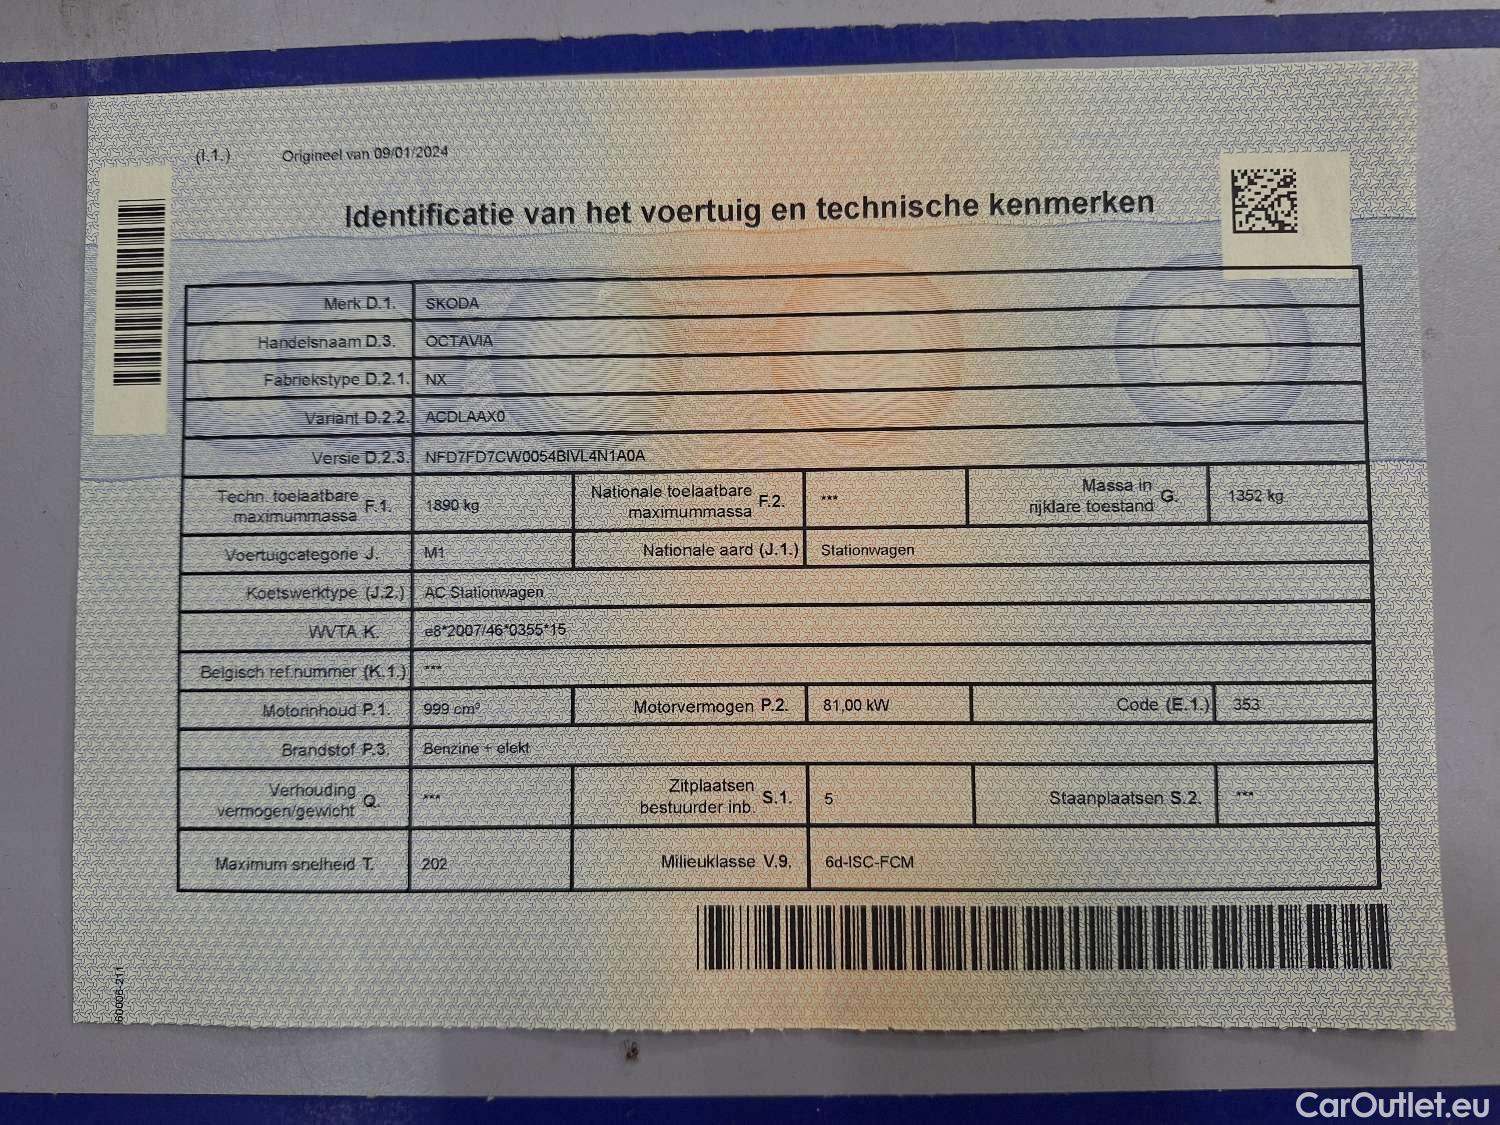 (I.1.) Origineel van 09/01/2024
Identificatie van het voertuig en technische kenmerken
Merk D.1. SKODA
Handelsnaam D.3. OCTAVIA
Fabriekstype D.2.1. NX
Variant D.2.2. ACDLAAX0
Versie D.2.3. NFD7FD7CW0054BIVL4N1A0A
Techn. toelaatbare maximummassa F.1. 1890 kg Nationale toelaatbare maximummassa F.2. *** Massa in rijklare toestand G. 1352 kg
Voertuigcategorie J. M1 Nationale aard (J.1.) Stationwagen
Koetswerktype (J.2.) AC Stationwagen
WVTA K. e8*2007/46*0355*15
Belgisch ref.nummer (K.1.) ***
Motorinhoud P.1. 999 cm³ Motorvermogen P.2. 81,00 kW Code (E.1.) 353
Brandstof P.3. Benzine + elekt
Verhouding vermogen/gewicht Q. *** Zitplaatsen bestuurder inb. S.1. 5 Staanplaatsen S.2. ***
Maximum snelheid T. 202 Milieuklasse V.9. 6d-ISC-FCM
60006-211
CarOutlet.eu